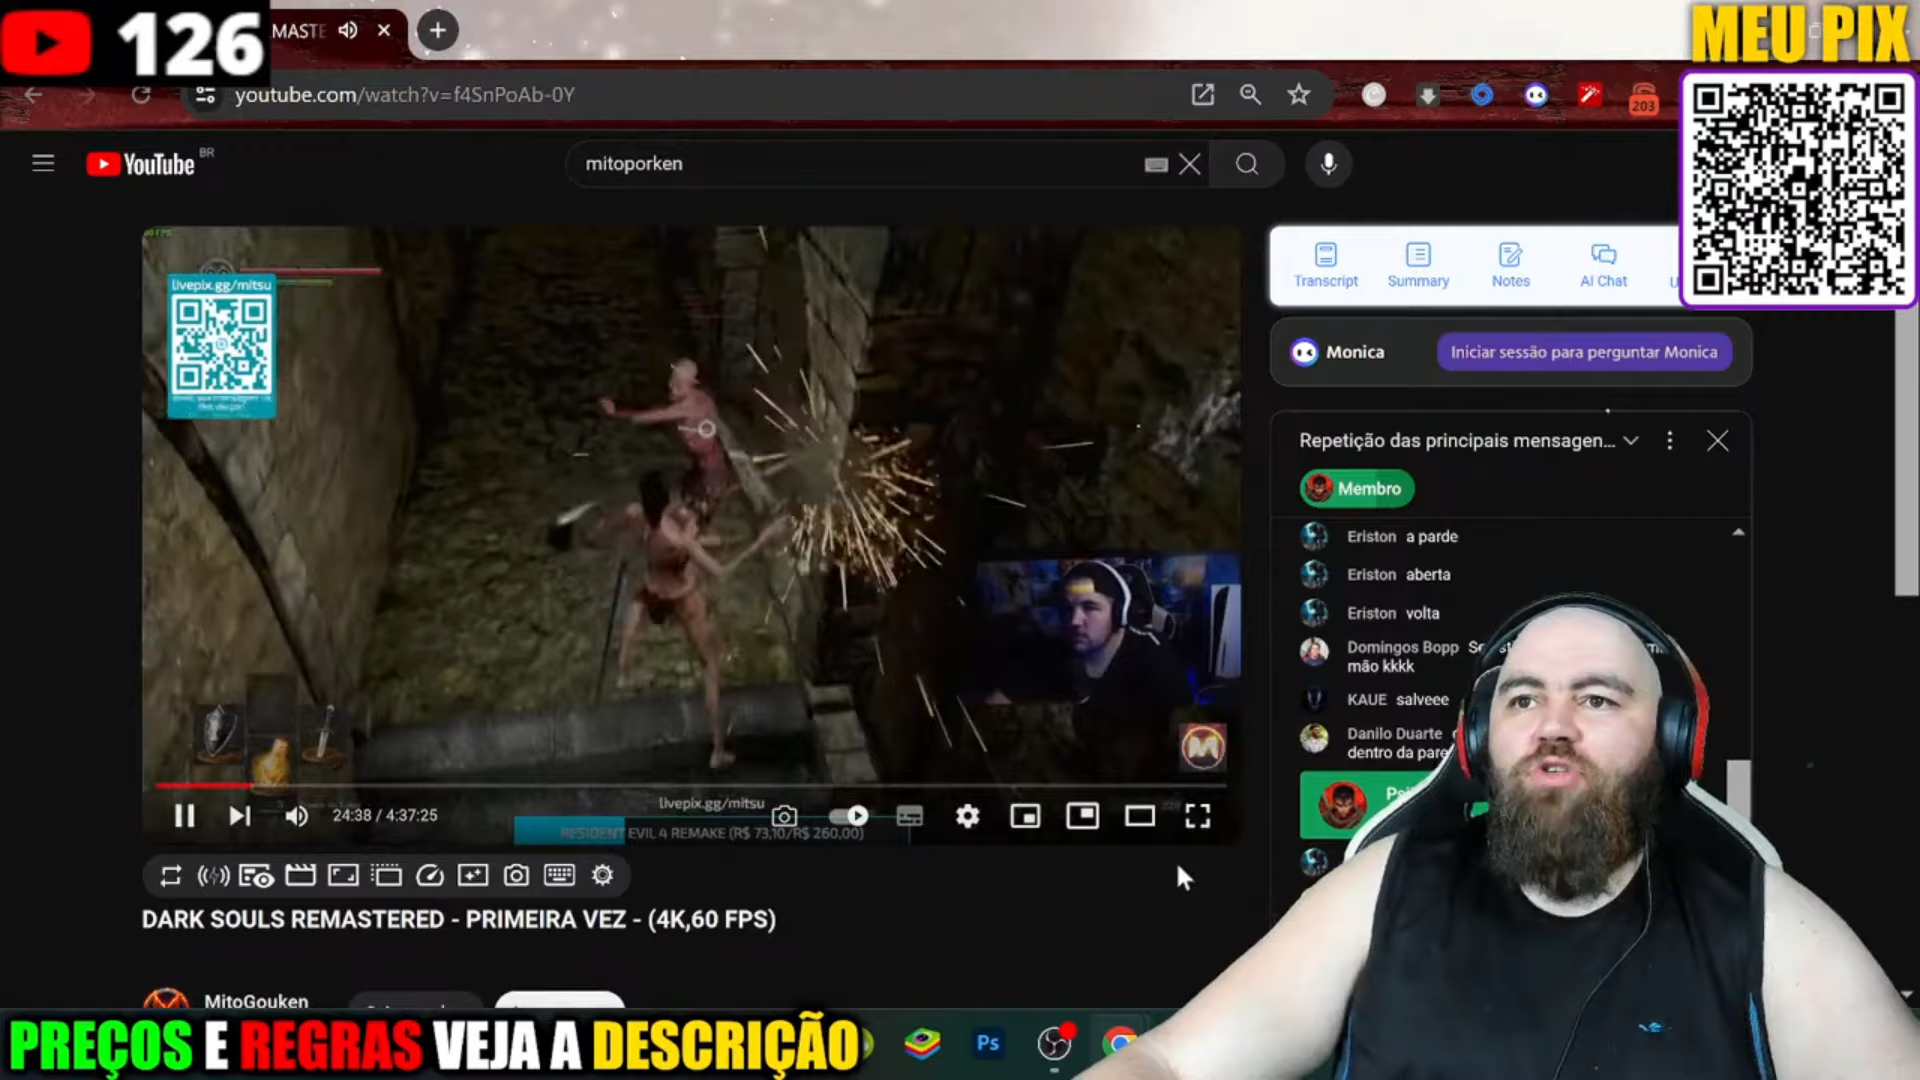 126
MASTE
MEU PIX
youtube.com/watch?v=f4SnPoAb-0Y
203
YouTube BR
mitoporken
livepix.gg/mitsu
Transcript
Summary
Notes
AI Chat
Monica
Iniciar sessão para perguntar Monica
Repetição das principais mensagen...
Membro
Eriston a parde
Eriston aberta
Eriston volta
Domingos Bopp
mão kkkk
KAUE salveee
Danilo Duarte
dentro da pare
livepix.gg/mitsu
24:38 / 4:37:25
RESIDENT EVIL 4 REMAKE (R$ 73,10/R$ 260,00)
DARK SOULS REMASTERED - PRIMEIRA VEZ - (4K,60 FPS)
MitoGouken
PREÇOS E REGRAS VEJA A DESCRIÇÃO
Ps